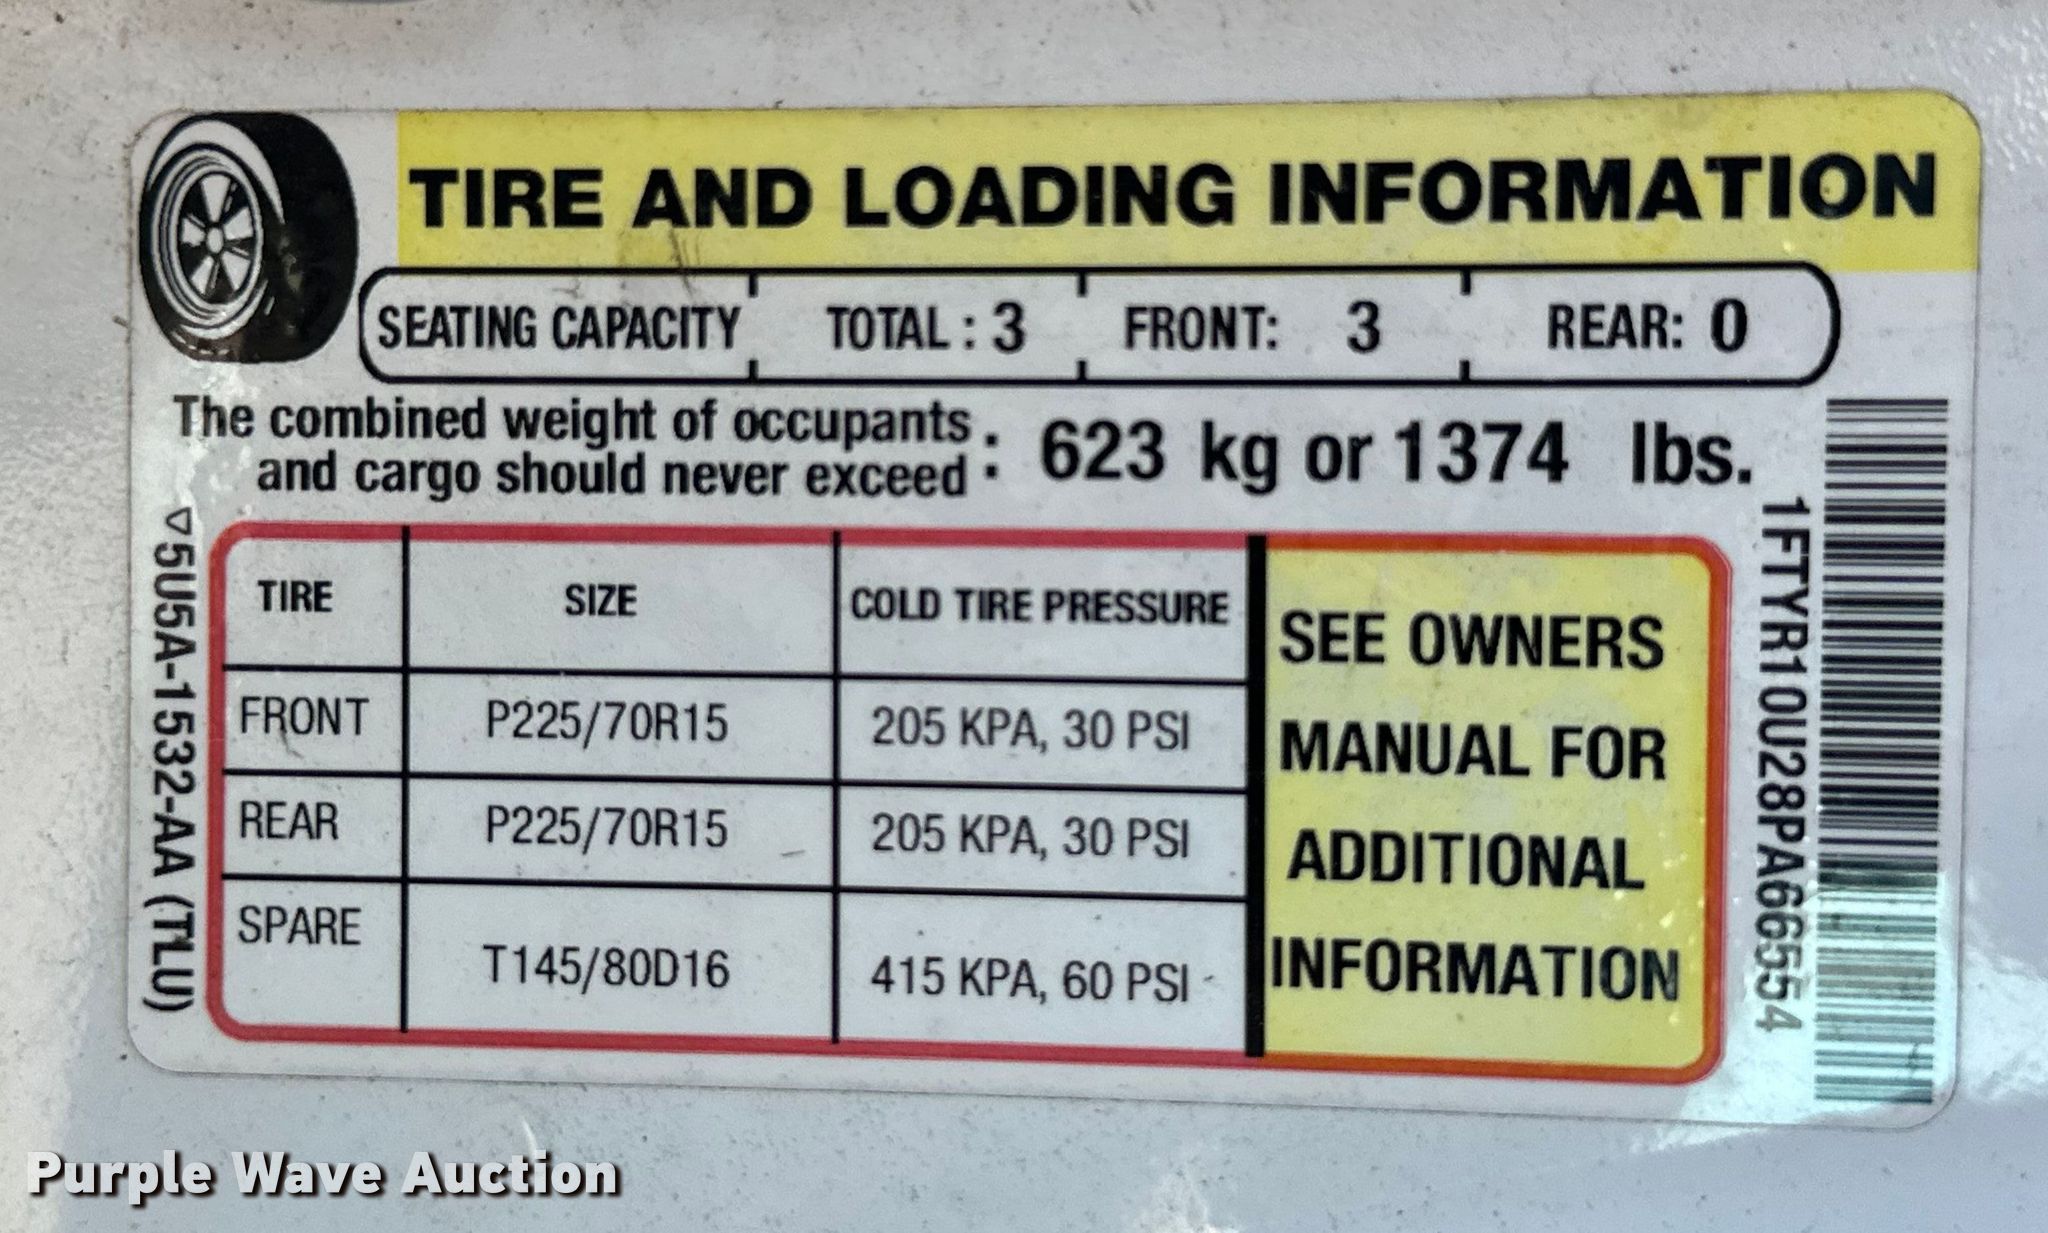 TIRE AND LOADING INFORMATION
SEATING CAPACITY TOTAL : 3 FRONT: 3 REAR: 0
The combined weight of occupants
and cargo should never exceed : 623 kg or 1374 lbs.
▽5U5A-1532-AA (TLU)
TIRE SIZE COLD TIRE PRESSURE
FRONT P225/70R15 205 KPA, 30 PSI
REAR P225/70R15 205 KPA, 30 PSI
SPARE T145/80D16 415 KPA, 60 PSI
SEE OWNERS
MANUAL FOR
ADDITIONAL
INFORMATION
1FTYR10U28PA66554
Purple Wave Auction